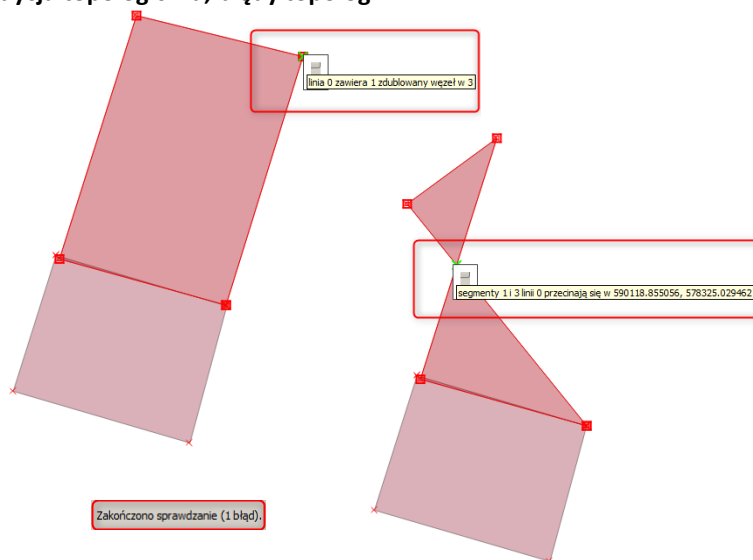 linia 0 zawiera 1 zdublowany węzeł w 3
segmenty 1 i 3 linii 0 przecinają się w 590118.855056, 578325.029462
Zakończono sprawdzanie (1 błąd).